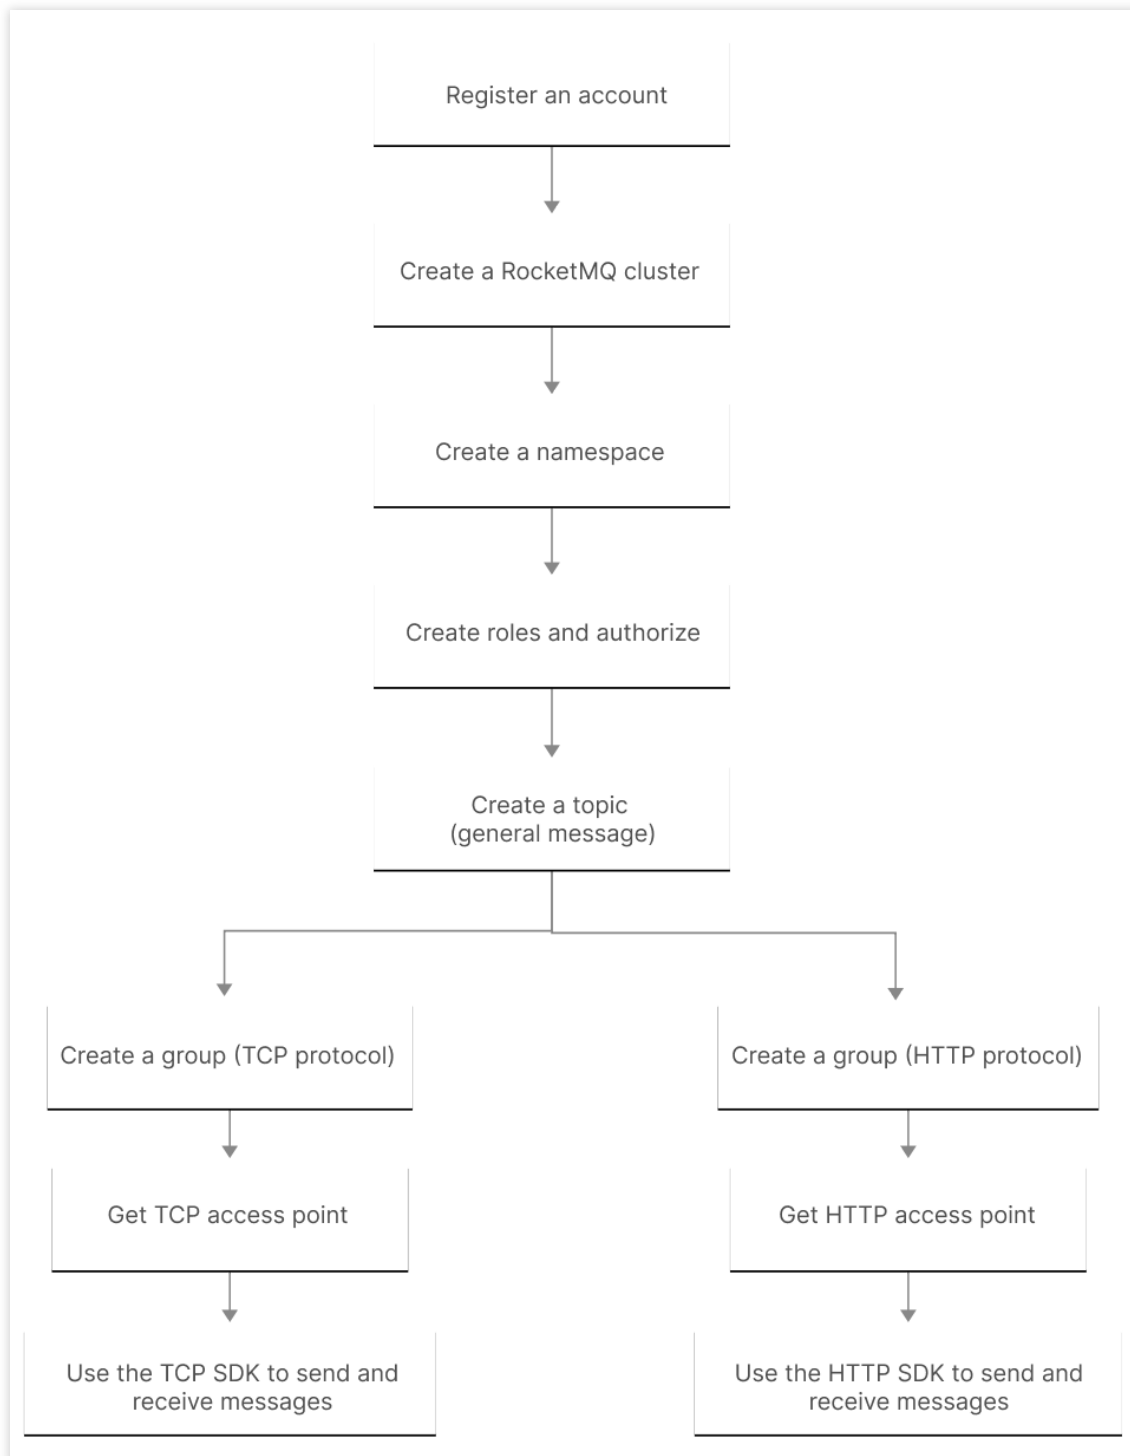 Register an account
Create a RocketMQ cluster
Create a namespace
Create roles and authorize
Create a topic
(general message)
Create a group (TCP protocol)
Create a group (HTTP protocol)
Get TCP access point
Get HTTP access point
Use the TCP SDK to send and
receive messages
Use the HTTP SDK to send and
receive messages